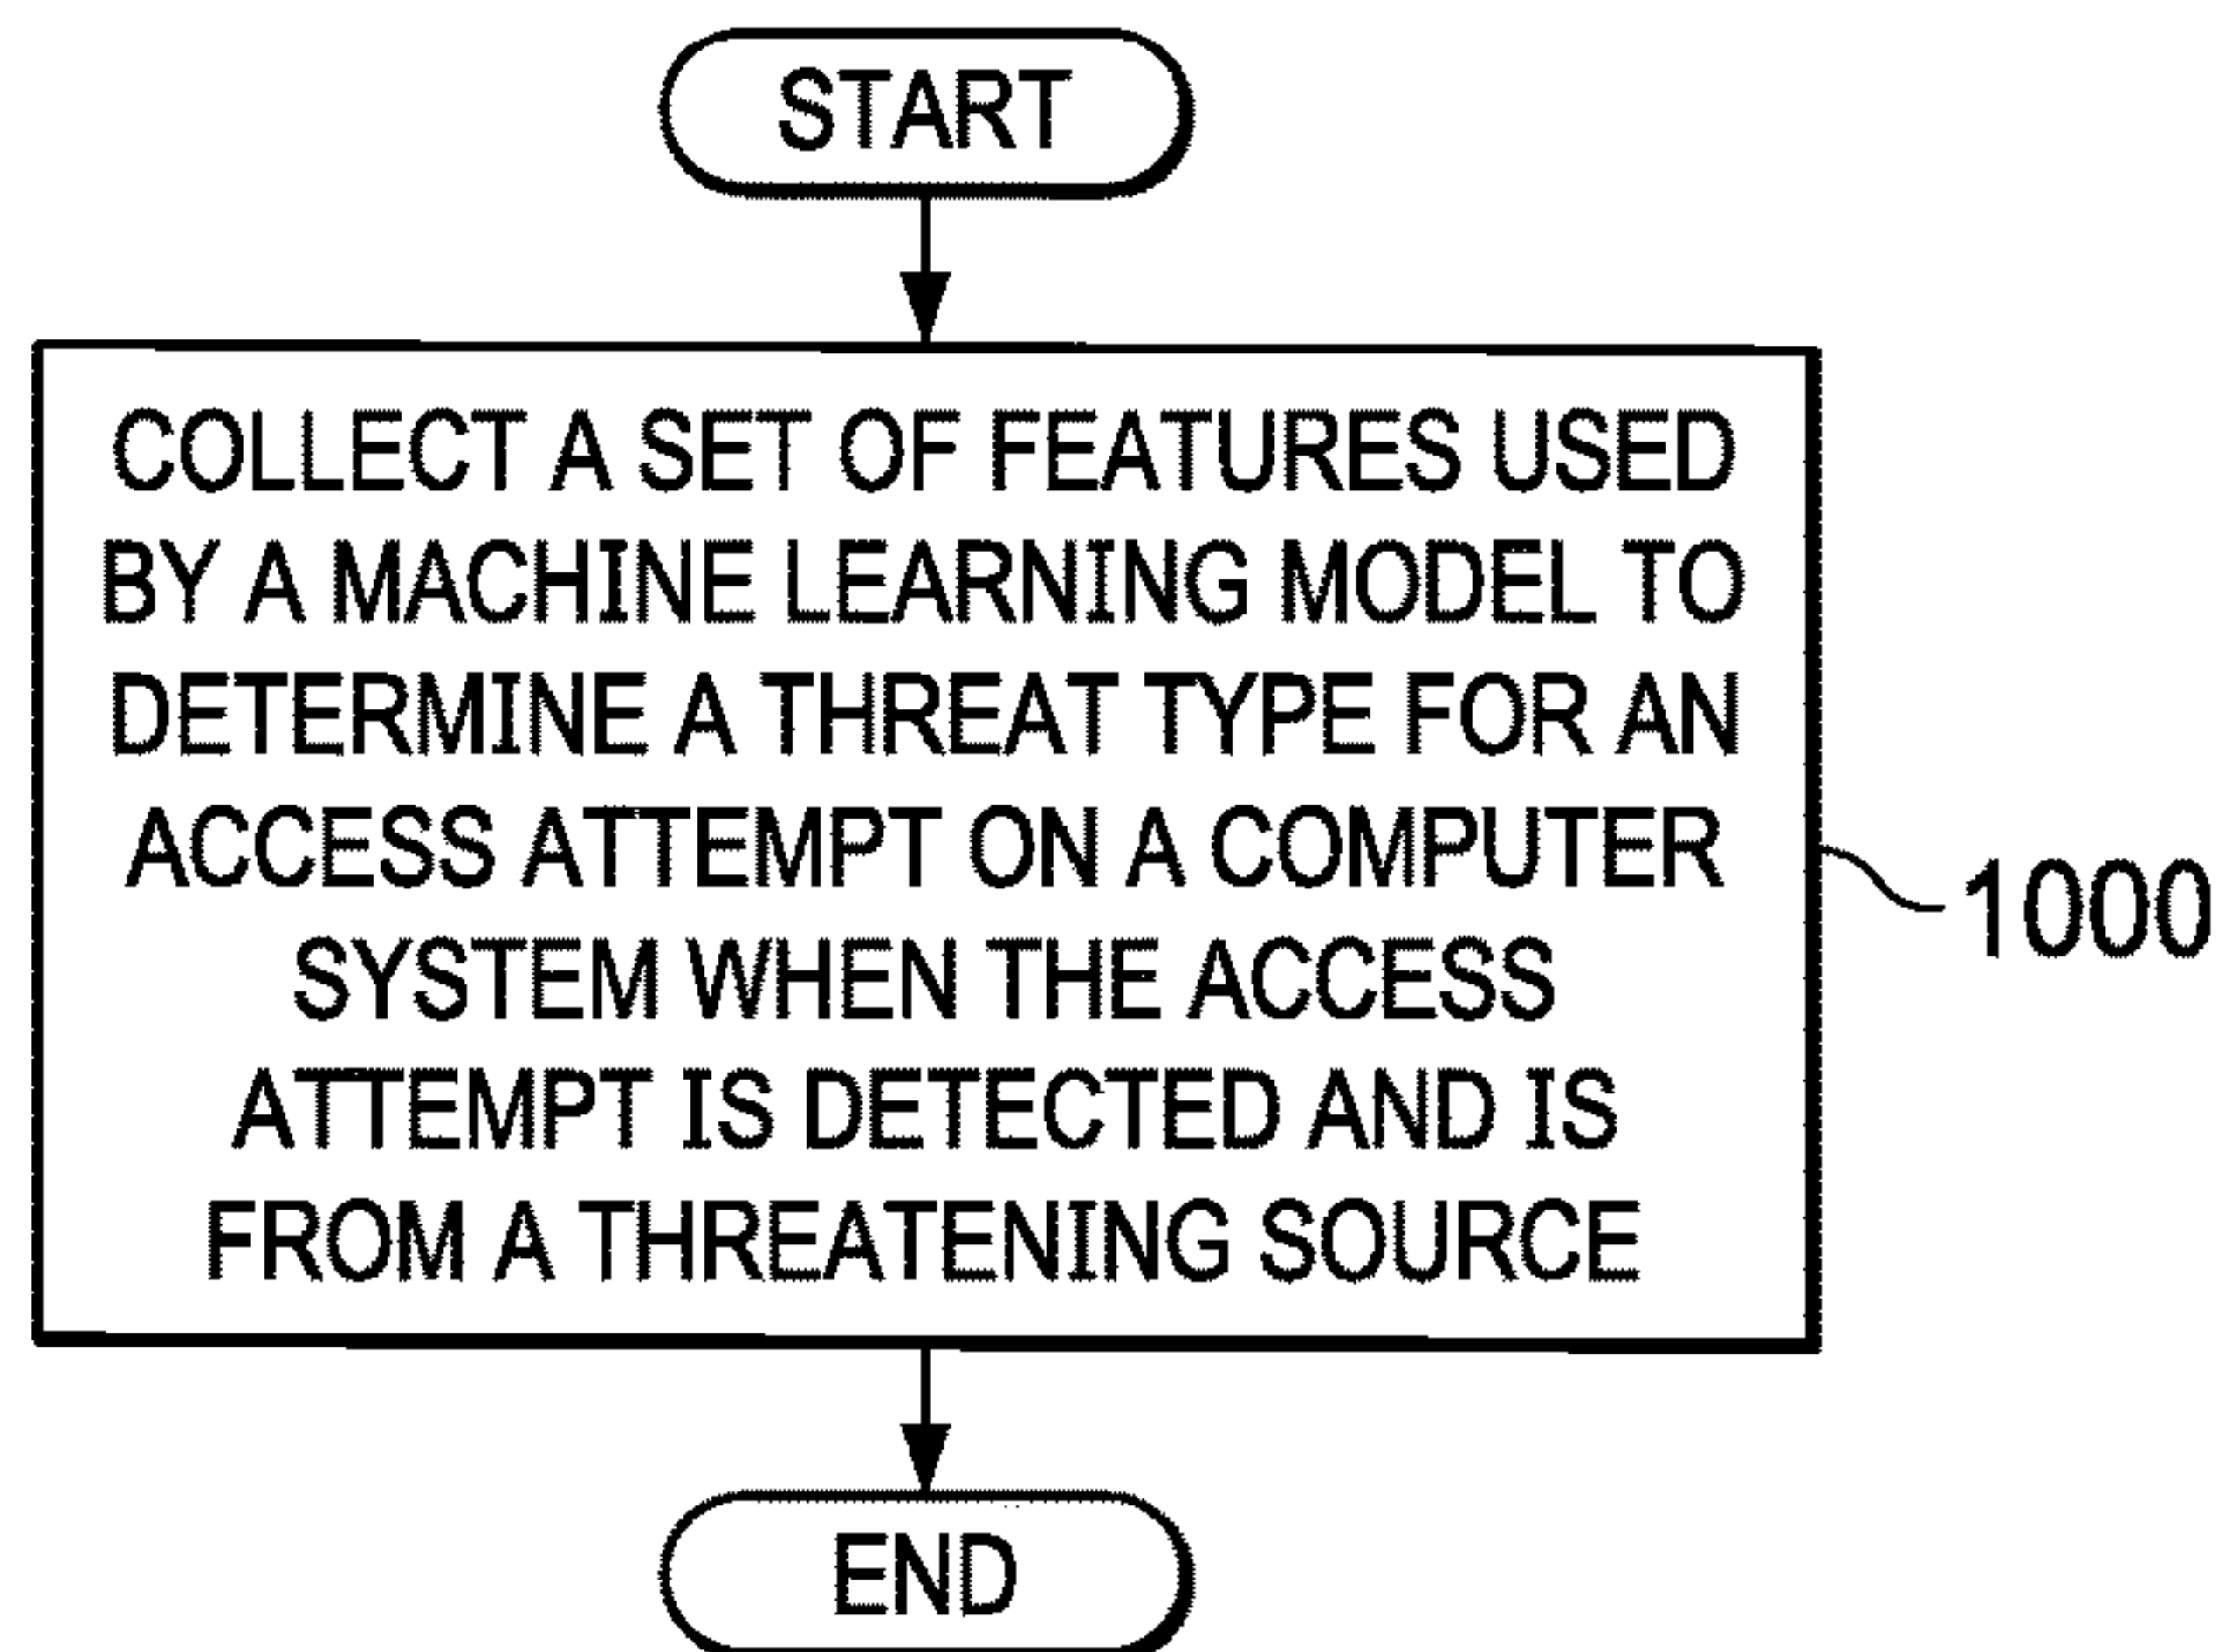 START
COLLECT A SET OF FEATURES USED
BY A MACHINE LEARNING MODEL TO
DETERMINE A THREAT TYPE FOR AN
ACCESS ATTEMPT ON A COMPUTER
SYSTEM WHEN THE ACCESS
ATTEMPT IS DETECTED AND IS
FROM A THREATENING SOURCE
1000
END